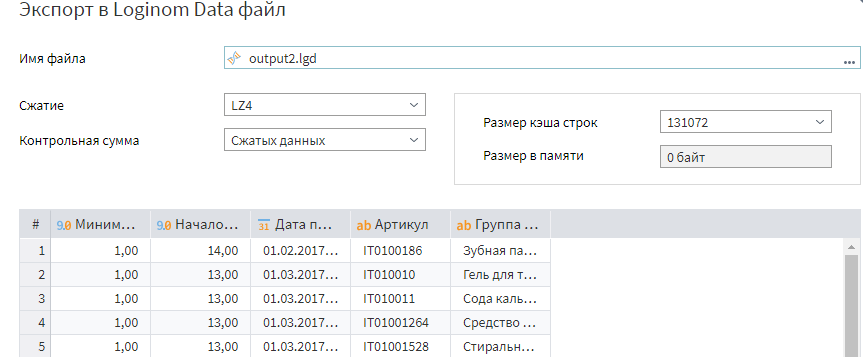 Экспорт в Loginom Data файл
Имя файла output2.lgd ...
Сжатие LZ4
Контрольная сумма Сжатых данных
Размер кэша строк 131072
Размер в памяти 0 байт
# 9.0 Миним... 9.0 Начало... 31 Дата п... ab Артикул ab Группа ...
1 1,00 14,00 01.02.2017... IT0100186 Зубная па...
2 1,00 13,00 01.03.2017... IT010010 Гель для т...
3 1,00 13,00 01.03.2017... IT010011 Сода каль...
4 1,00 13,00 01.03.2017... IT01001264 Средство ...
5 1,00 13,00 01.03.2017... IT01001528 Стиральн...